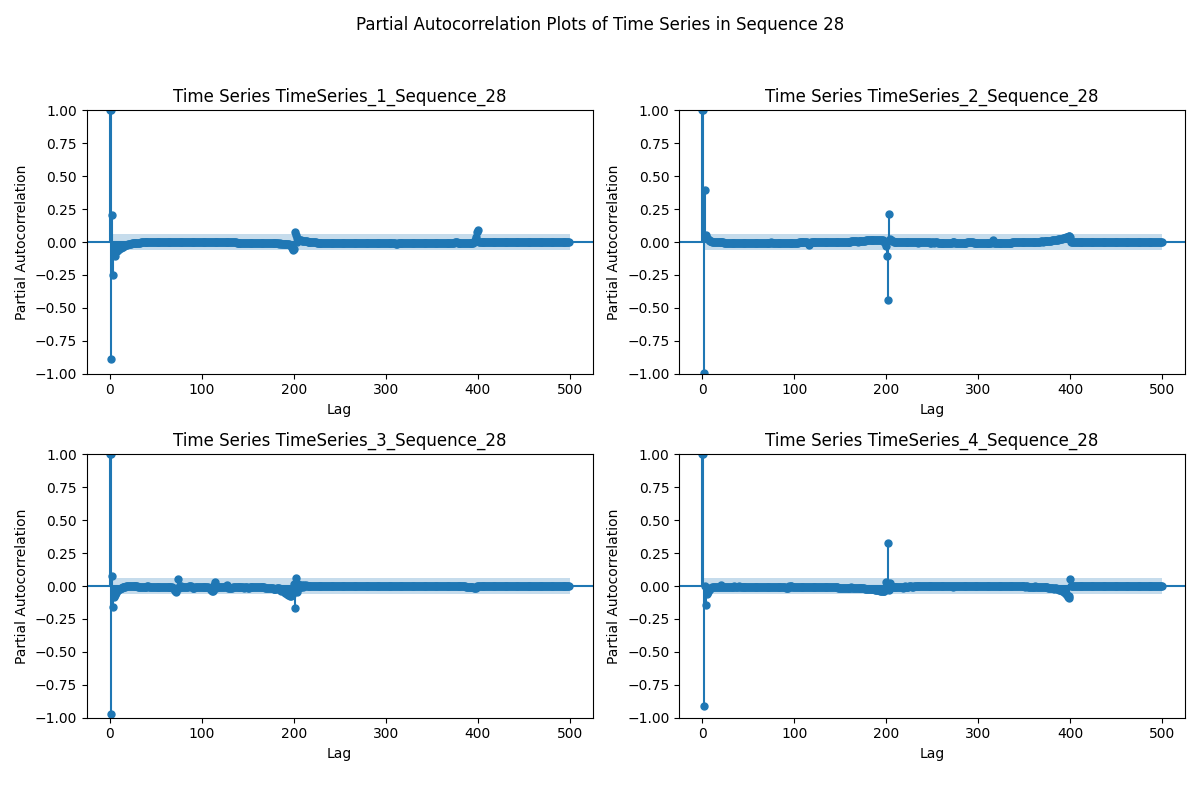 Partial Autocorrelation Plots of Time Series in Sequence 28
Time Series TimeSeries_1_Sequence_28
1.00
0.75
0.50
0.25
0.00
−0.25
−0.50
−0.75
−1.00
Partial Autocorrelation
0 100 200 300 400 500
Lag
Time Series TimeSeries_2_Sequence_28
1.00
0.75
0.50
0.25
0.00
−0.25
−0.50
−0.75
−1.00
Partial Autocorrelation
0 100 200 300 400 500
Lag
Time Series TimeSeries_3_Sequence_28
1.00
0.75
0.50
0.25
0.00
−0.25
−0.50
−0.75
−1.00
Partial Autocorrelation
0 100 200 300 400 500
Lag
Time Series TimeSeries_4_Sequence_28
1.00
0.75
0.50
0.25
0.00
−0.25
−0.50
−0.75
−1.00
Partial Autocorrelation
0 100 200 300 400 500
Lag